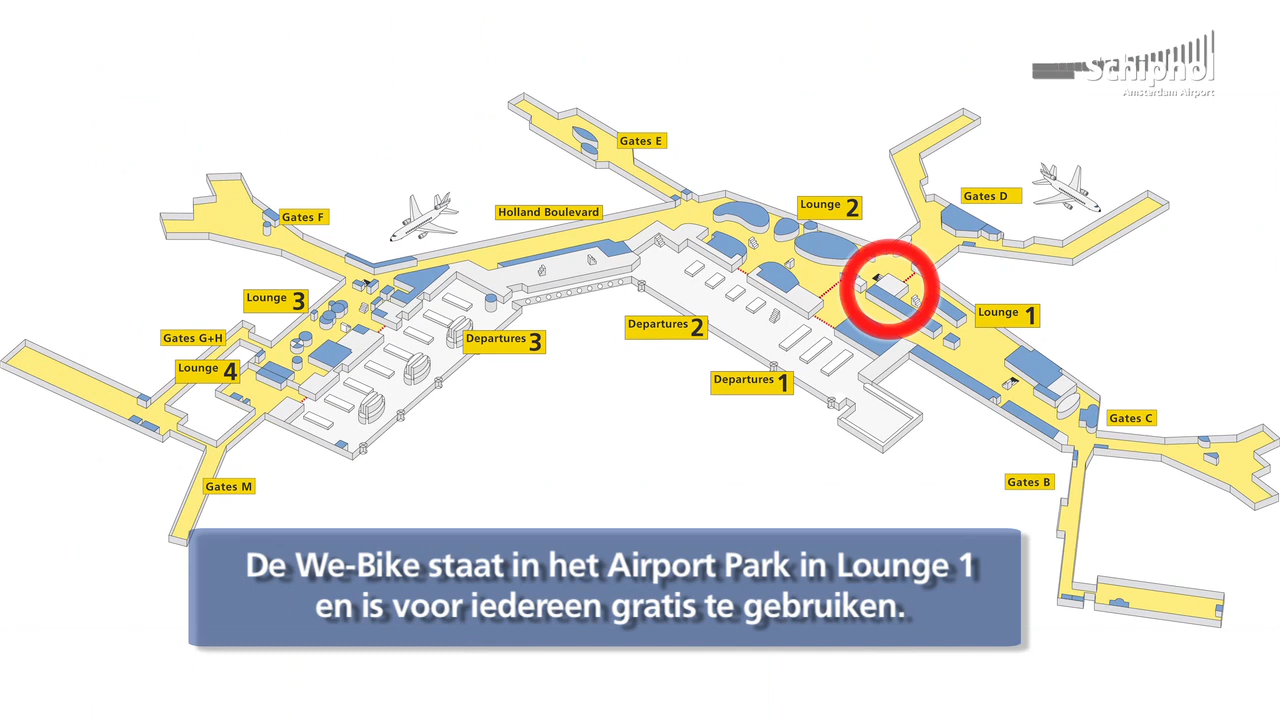 Schiphol
Amsterdam Airport
Gates E
Gates D
Lounge 2
Holland Boulevard
Gates F
Lounge 3
Lounge 1
Departures 2
Gates G+H
Departures 3
Lounge 4
Departures 1
Gates C
Gates B
Gates M
De We-Bike staat in het Airport Park in Lounge 1
en is voor iedereen gratis te gebruiken.